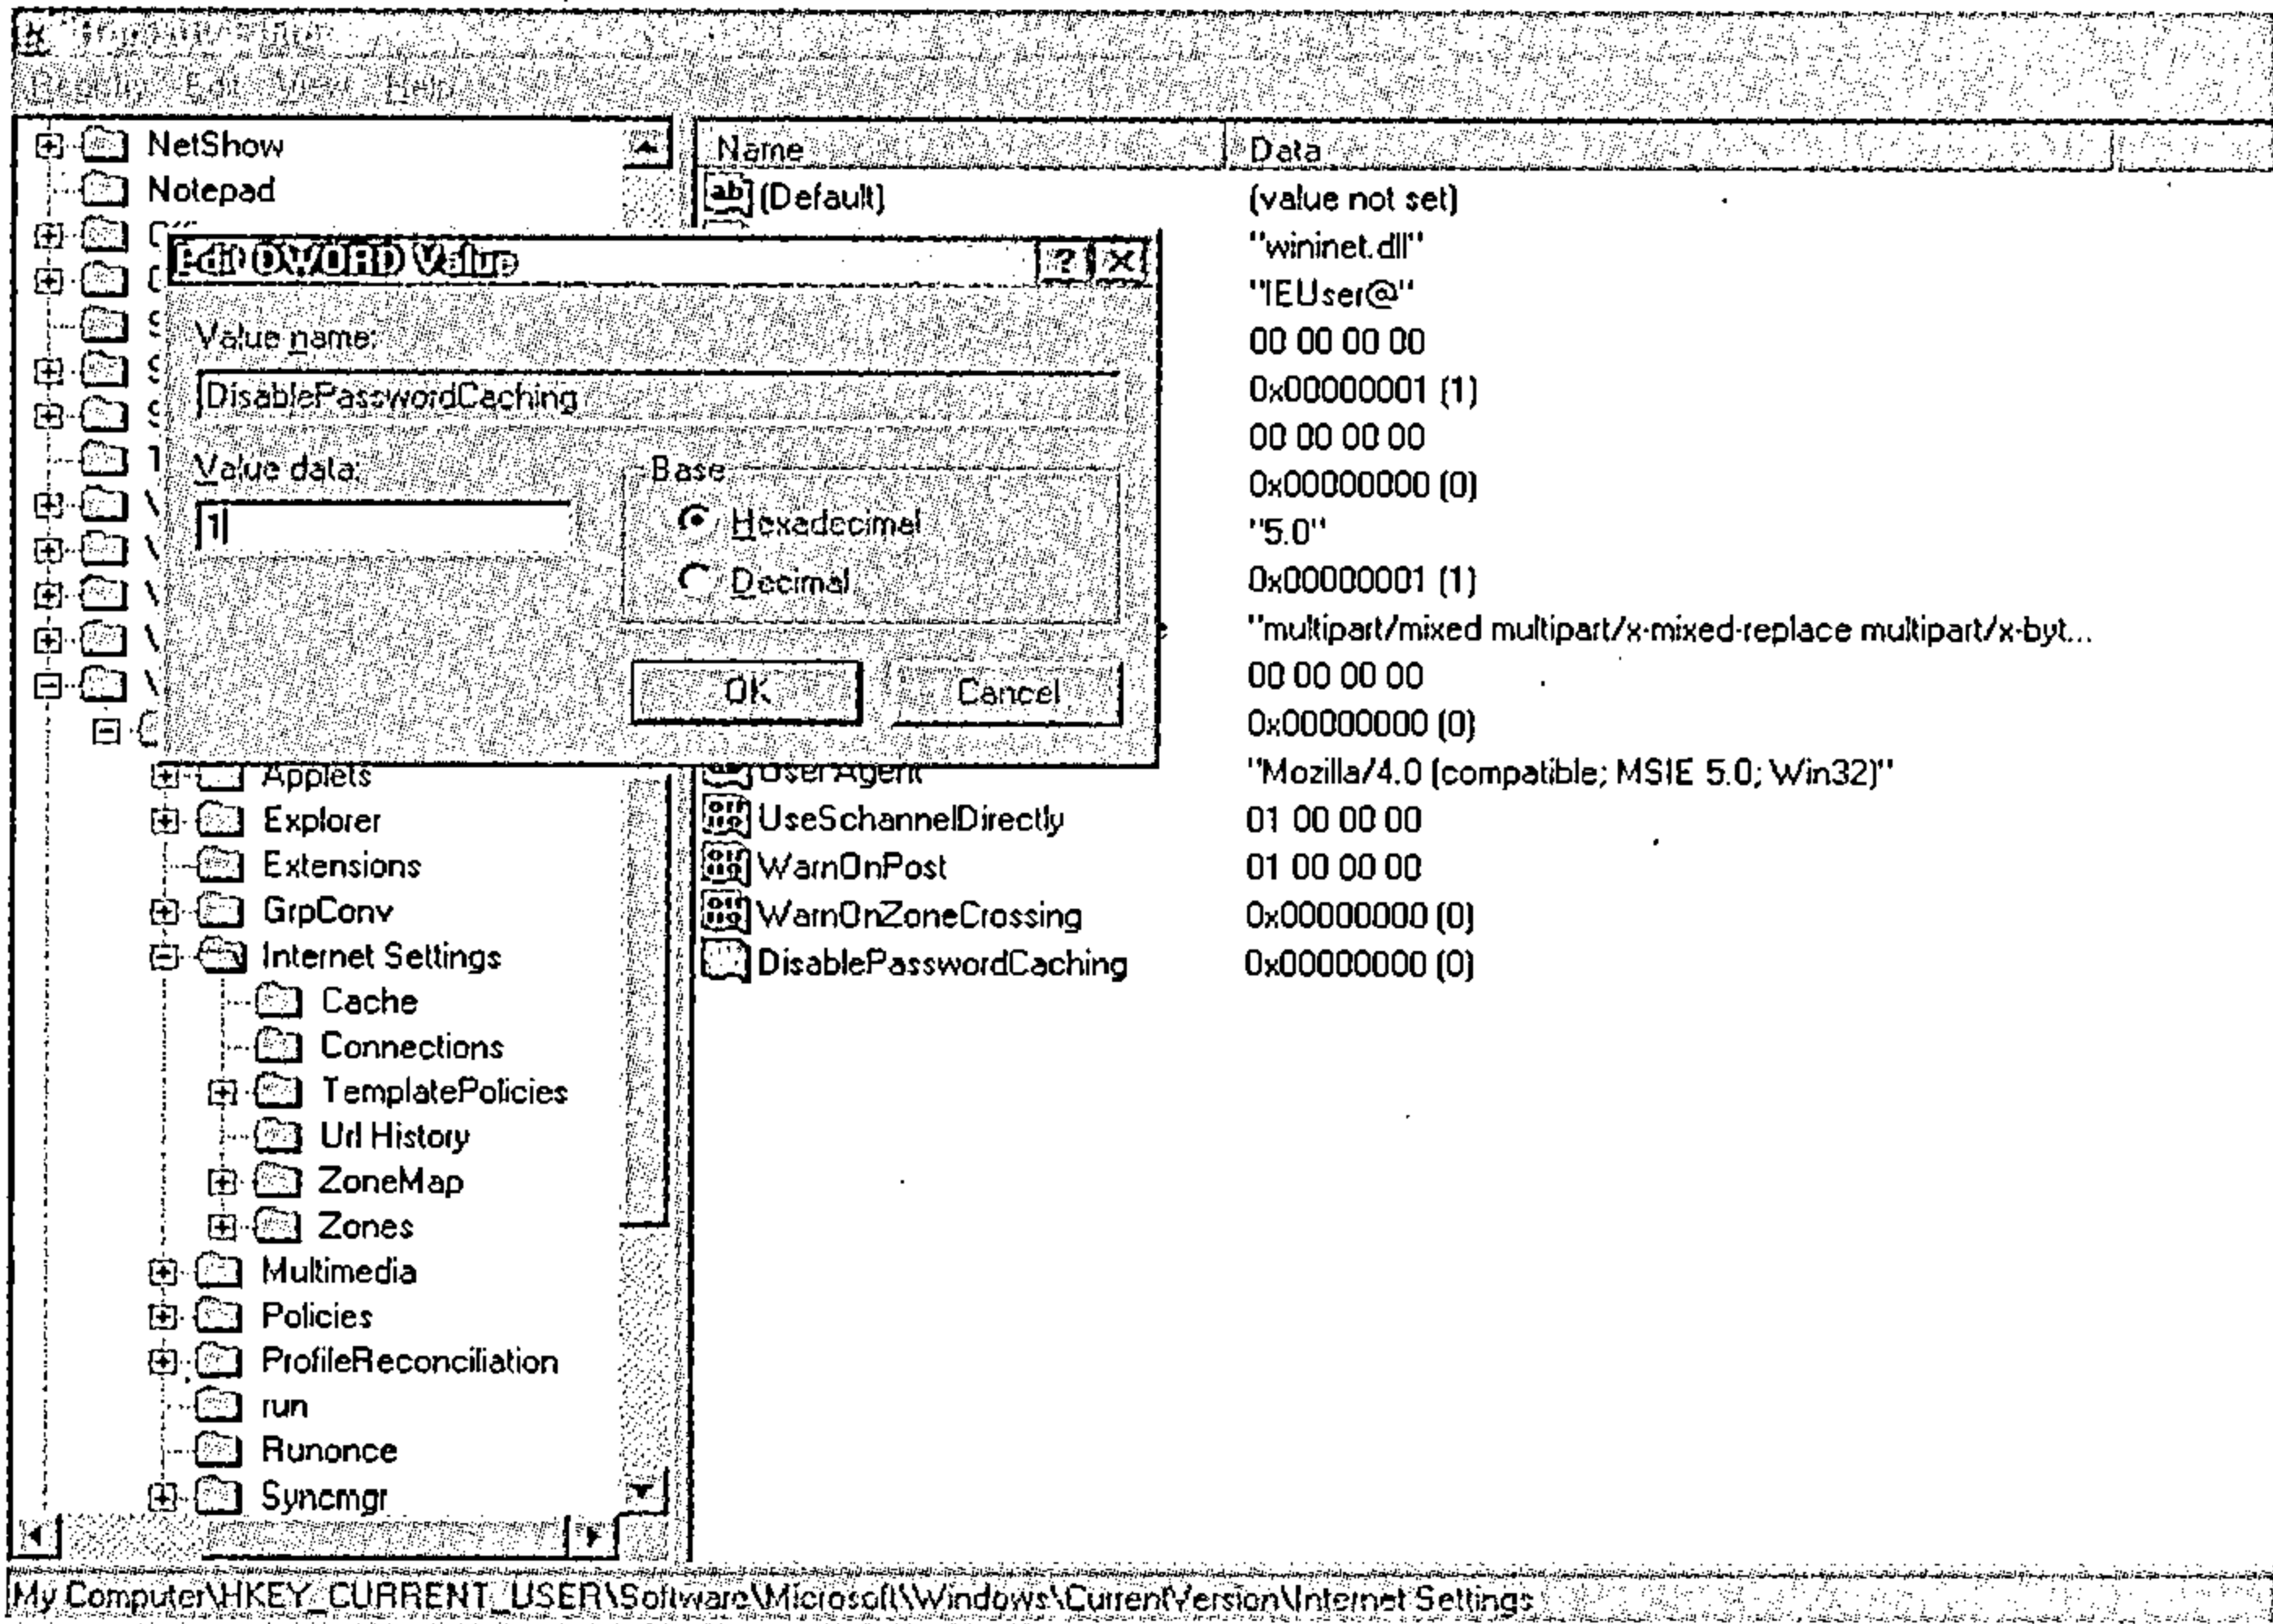 Registry Edit View Help
Name Data
NetShow
Notepad
(Default) (value not set)
"wininet.dll"
"IEUser@"
00 00 00 00
0x00000001 (1)
00 00 00 00
0x00000000 (0)
"5.0"
0x00000001 (1)
"multipart/mixed multipart/x-mixed-replace multipart/x-byt...
00 00 00 00
0x00000000 (0)
Edit DWORD Value
Value name:
DisablePasswordCaching
Value data:
1
Base
Hexadecimal
Decimal
OK Cancel
UserAgent "Mozilla/4.0 (compatible; MSIE 5.0; Win32)"
UseSchannelDirectly 01 00 00 00
WarnOnPost 01 00 00 00
WarnOnZoneCrossing 0x00000000 (0)
DisablePasswordCaching 0x00000000 (0)
Applets
Explorer
Extensions
GrpConv
Internet Settings
Cache
Connections
TemplatePolicies
Url History
ZoneMap
Zones
Multimedia
Policies
ProfileReconciliation
run
Runonce
Syncmgr
My Computer\HKEY_CURRENT_USER\Software\Microsoft\Windows\CurrentVersion\Internet Settings